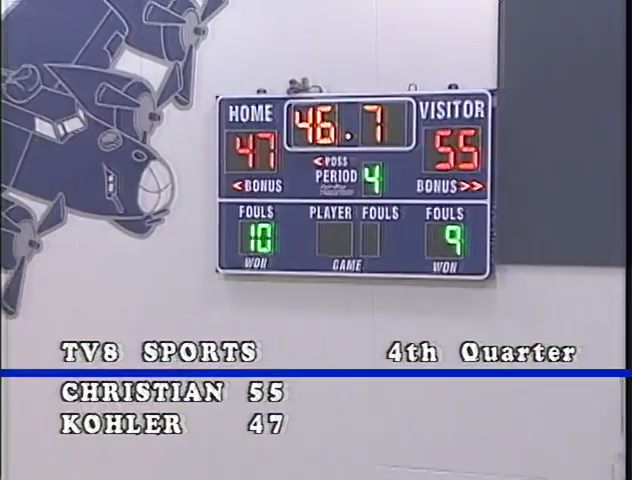 HOME 46.7 VISITOR
47 <POSS 55
PERIOD 4
<BONUS BONUS>>
FOULS PLAYER FOULS FOULS
10 9
WON GAME WON
TV8 SPORTS 4th Quarter
CHRISTIAN 55
KOHLER 47